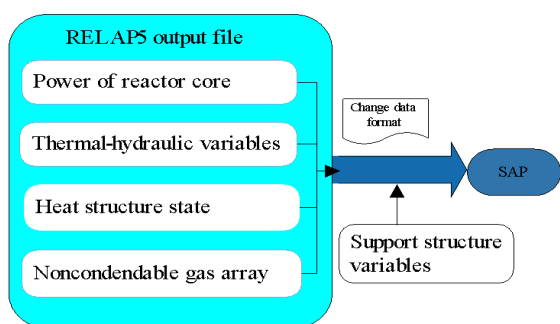 RELAP5 output file
Power of reactor core
Thermal-hydraulic variables
Heat structure state
Noncondendable gas array
Change data
format
SAP
Support structure
variables